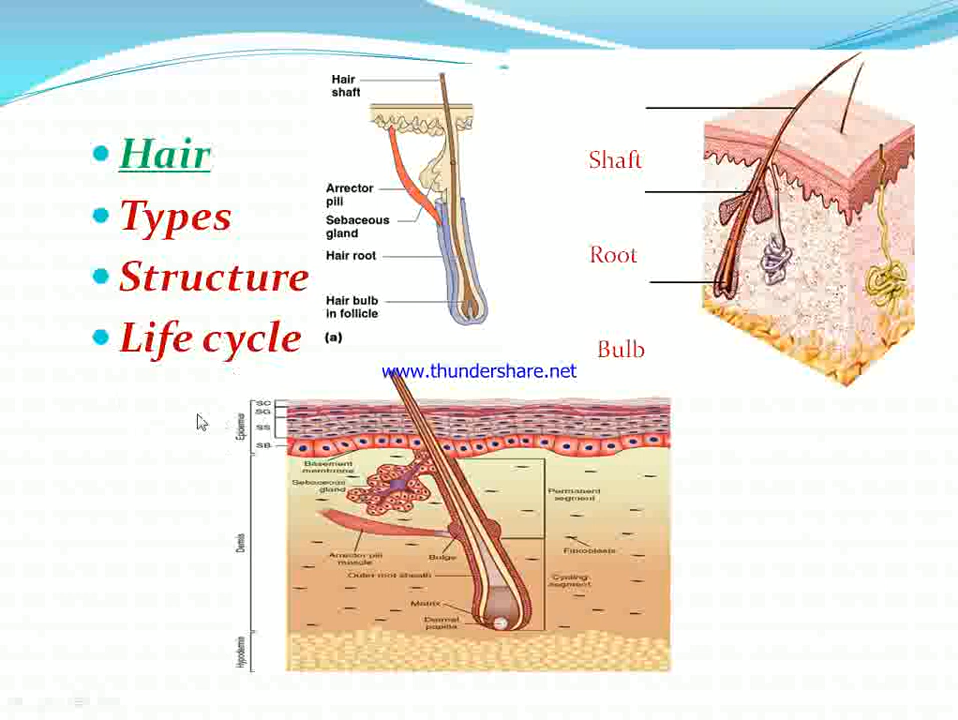 Hair
Types
Structure
Life cycle
Hair
shaft
Arrector
pili
Sebaceous
gland
Hair root
Hair bulb
in follicle
(a)
Shaft
Root
Bulb
www.thundershare.net
SC
SG
SS
SB
Epidermis
Basement
membrane
Sebaceous
gland
Permanent
segment
Dermis
Arrector pili
muscle
Bulge
Fibroblasts
Outer root sheath
Cycling
segment
Matrix
Dermal
papilla
Hypodermis